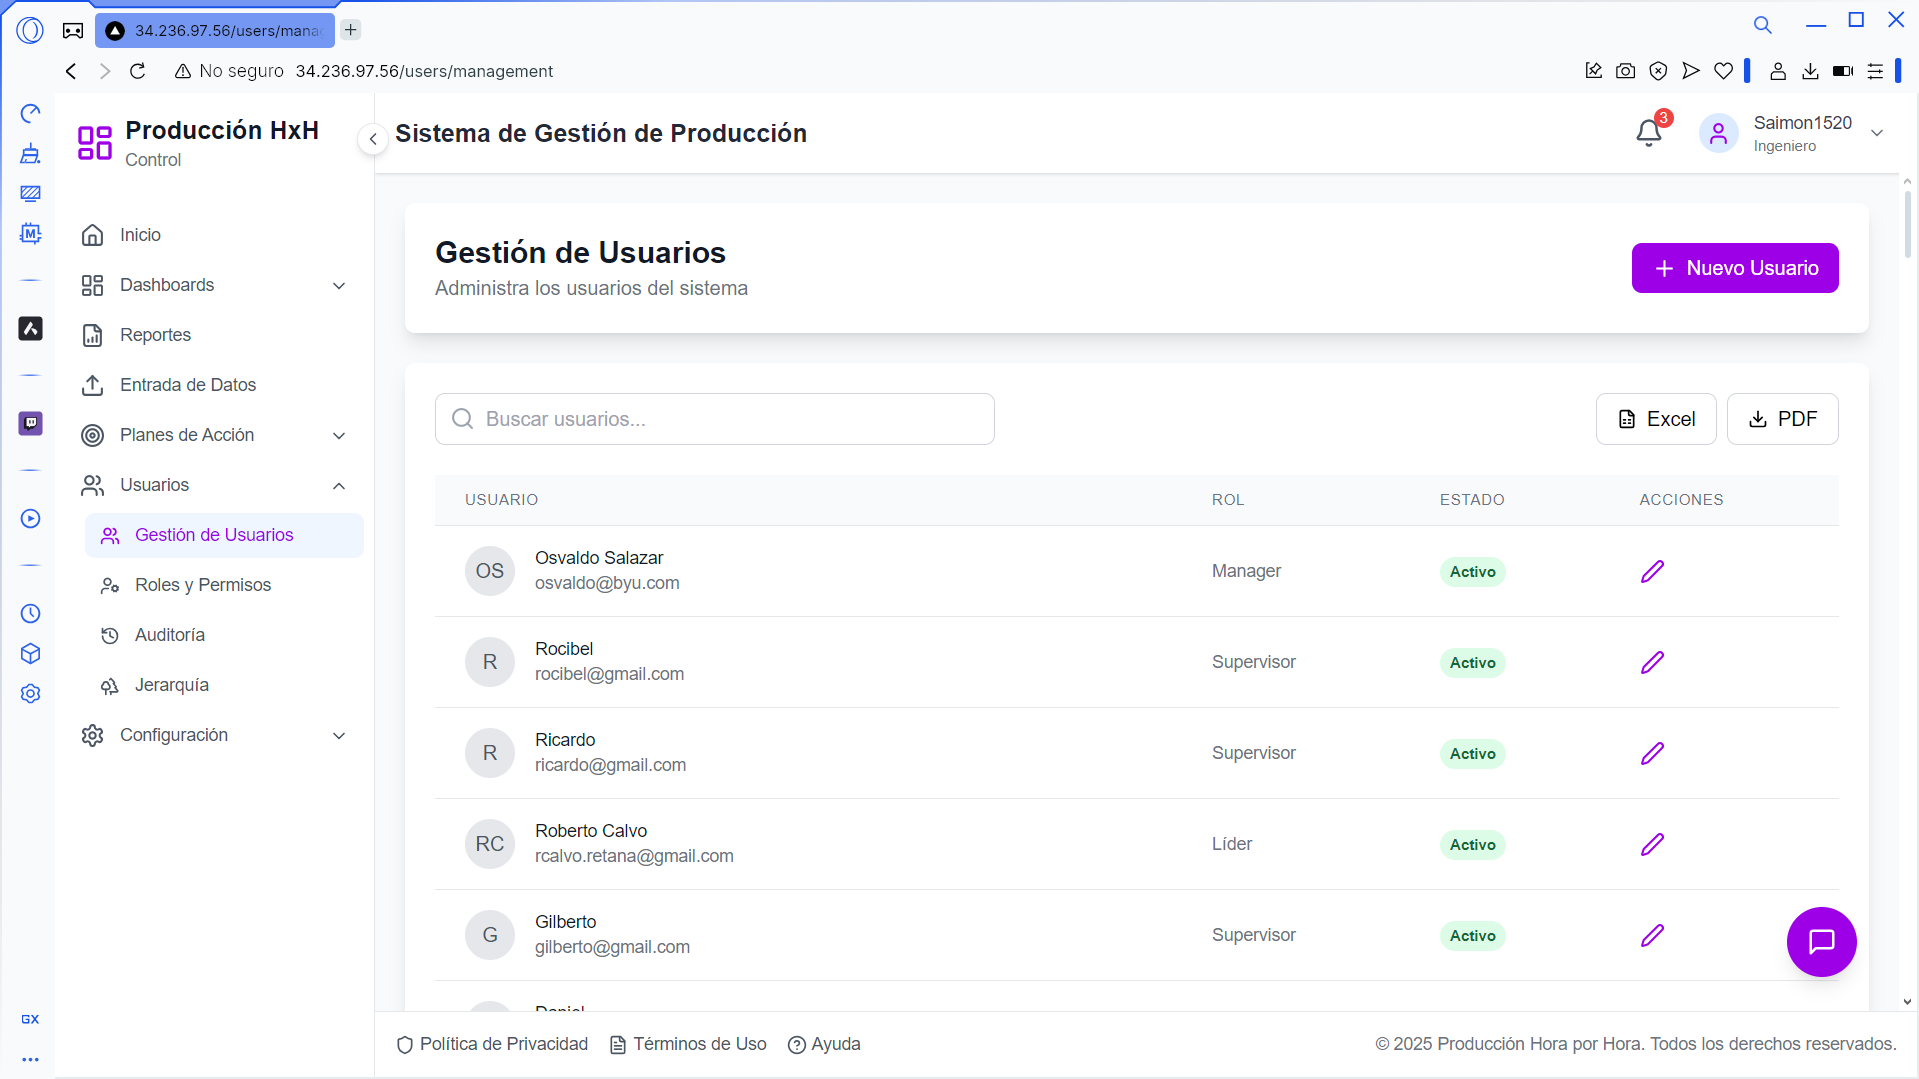 34.236.97.56/users/mana
No seguro 34.236.97.56/users/management
Producción HxH
Control
Sistema de Gestión de Producción
3
Saimon1520
Ingeniero
Inicio
Dashboards
Reportes
Entrada de Datos
Planes de Acción
Usuarios
Gestión de Usuarios
Roles y Permisos
Auditoría
Jerarquía
Configuración
M
GX
Gestión de Usuarios
Administra los usuarios del sistema
Nuevo Usuario
Buscar usuarios...
Excel
PDF
USUARIO ROL ESTADO ACCIONES
OS
Osvaldo Salazar
osvaldo@byu.com
Manager
Activo
R
Rocibel
rocibel@gmail.com
Supervisor
Activo
R
Ricardo
ricardo@gmail.com
Supervisor
Activo
RC
Roberto Calvo
rcalvo.retana@gmail.com
Líder
Activo
G
Gilberto
gilberto@gmail.com
Supervisor
Activo
Daniel
Política de Privacidad Términos de Uso Ayuda
© 2025 Producción Hora por Hora. Todos los derechos reservados.